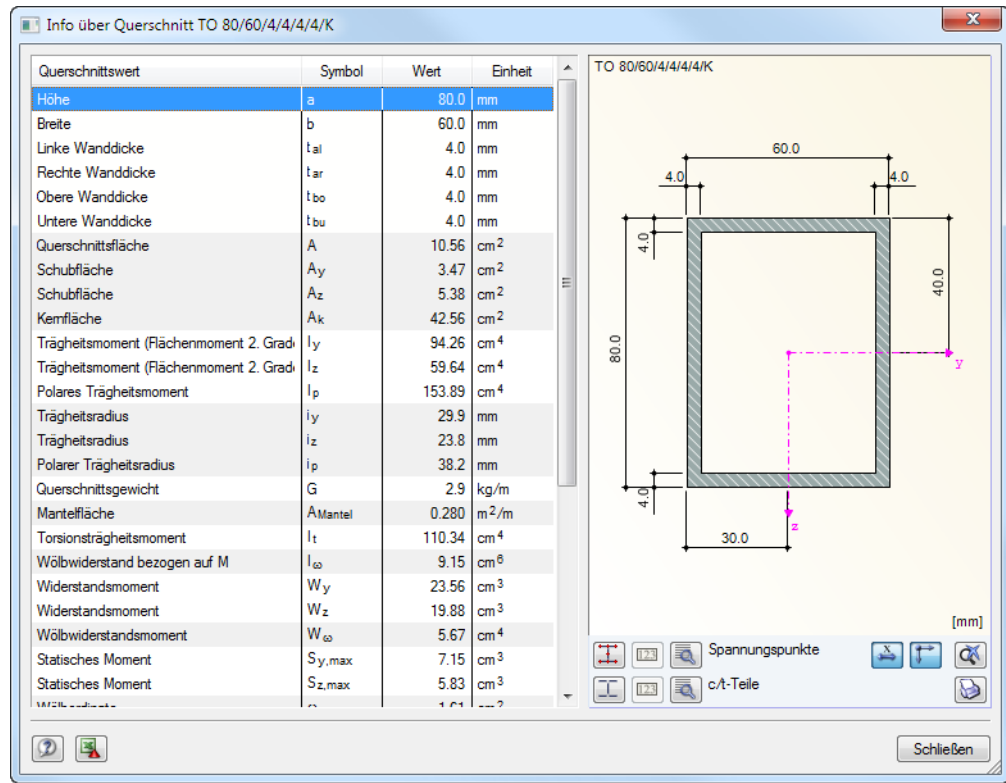 Info über Querschnitt TO 80/60/4/4/4/4/K
Querschnittswert Symbol Wert Einheit
Höhe a 80.0 mm
Breite b 60.0 mm
Linke Wanddicke tal 4.0 mm
Rechte Wanddicke tar 4.0 mm
Obere Wanddicke tbo 4.0 mm
Untere Wanddicke tbu 4.0 mm
Querschnittsfläche A 10.56 cm2
Schubfläche Ay 3.47 cm2
Schubfläche Az 5.38 cm2
Kernfläche Ak 42.56 cm2
Trägheitsmoment (Flächenmoment 2. Grade Iy 94.26 cm4
Trägheitsmoment (Flächenmoment 2. Grade Iz 59.64 cm4
Polares Trägheitsmoment Ip 153.89 cm4
Trägheitsradius iy 29.9 mm
Trägheitsradius iz 23.8 mm
Polarer Trägheitsradius ip 38.2 mm
Querschnittsgewicht G 2.9 kg/m
Mantelfläche AMantel 0.280 m2/m
Torsionsträgheitsmoment It 110.34 cm4
Wölbwiderstand bezogen auf M Iω 9.15 cm6
Widerstandsmoment Wy 23.56 cm3
Widerstandsmoment Wz 19.88 cm3
Wölbwiderstandsmoment Wω 5.67 cm4
Statisches Moment Sy,max 7.15 cm3
Statisches Moment Sz,max 5.83 cm3
TO 80/60/4/4/4/4/K
60.0
4.0 4.0
4.0
40.0
80.0
y
4.0
z
30.0
[mm]
Spannungspunkte
c/t-Teile
Schließen